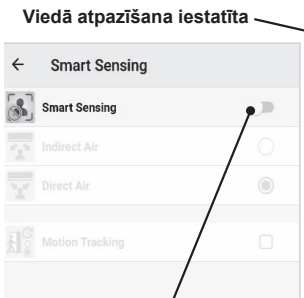 Viedā atpazīšana iestatīta
← Smart Sensing
Smart Sensing
Indirect Air
Direct Air
Motion Tracking